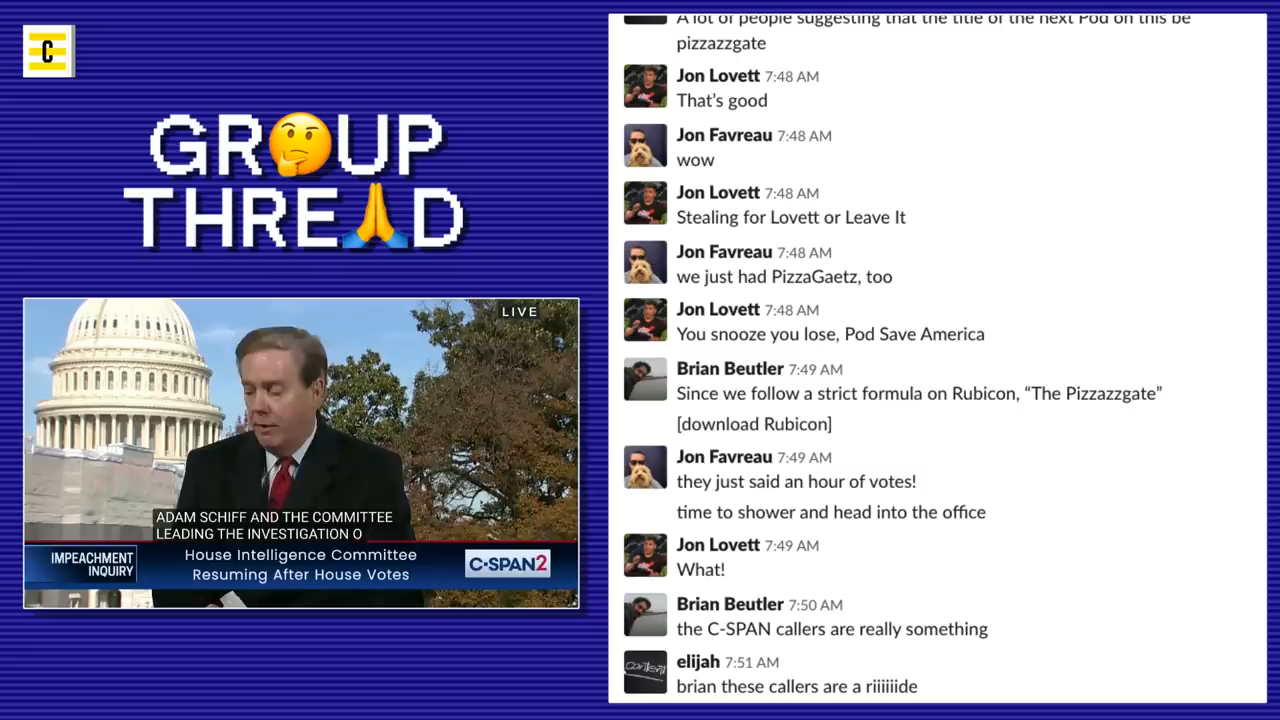 C
GR🤔UP
THRE🙏D
LIVE
ADAM SCHIFF AND THE COMMITTEE
LEADING THE INVESTIGATION O
IMPEACHMENT
INQUIRY
House Intelligence Committee
Resuming After House Votes
C-SPAN2
A lot of people suggesting that the title of the next Pod on this be
pizzazzgate
Jon Lovett 7:48 AM
That’s good
Jon Favreau 7:48 AM
wow
Jon Lovett 7:48 AM
Stealing for Lovett or Leave It
Jon Favreau 7:48 AM
we just had PizzaGaetz, too
Jon Lovett 7:48 AM
You snooze you lose, Pod Save America
Brian Beutler 7:49 AM
Since we follow a strict formula on Rubicon, “The Pizzazzgate”
[download Rubicon]
Jon Favreau 7:49 AM
they just said an hour of votes!
time to shower and head into the office
Jon Lovett 7:49 AM
What!
Brian Beutler 7:50 AM
the C-SPAN callers are really something
content
elijah 7:51 AM
brian these callers are a riiiiiide